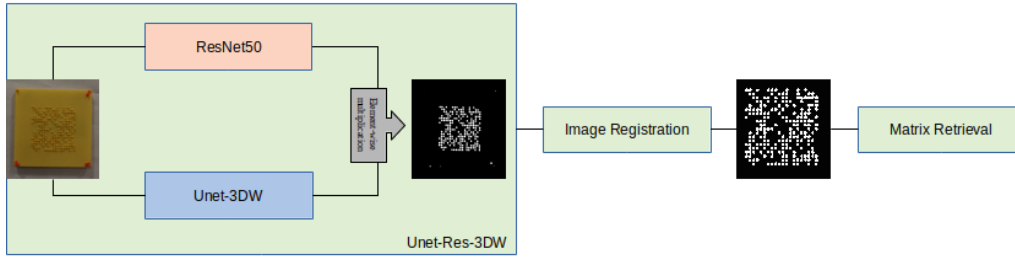 ResNet50
Element-wise
multiplication
Unet-3DW
Unet-Res-3DW
Image Registration
Matrix Retrieval